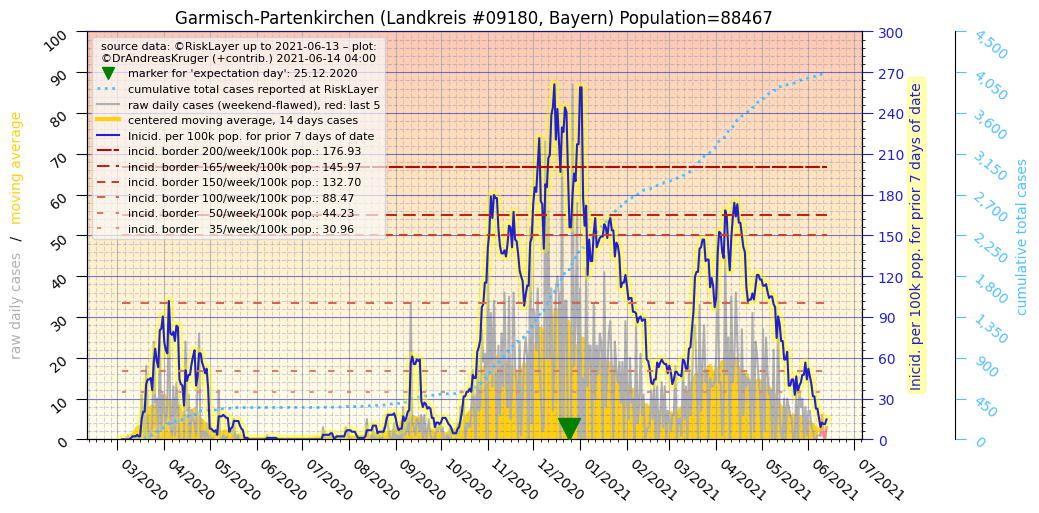 Garmisch-Partenkirchen (Landkreis #09180, Bayern) Population=88467
source data: ©RiskLayer up to 2021-06-13 – plot:
©DrAndreasKruger (+contrib.) 2021-06-14 04:00
marker for 'expectation day': 25.12.2020
cumulative total cases reported at RiskLayer
raw daily cases (weekend-flawed), red: last 5
centered moving average, 14 days cases
Inicid. per 100k pop. for prior 7 days of date
incid. border 200/week/100k pop.: 176.93
incid. border 165/week/100k pop.: 145.97
incid. border 150/week/100k pop.: 132.70
incid. border 100/week/100k pop.: 88.47
incid. border 50/week/100k pop.: 44.23
incid. border 35/week/100k pop.: 30.96
raw daily cases / moving average
100
90
80
70
60
50
40
30
20
10
0
300
270
240
210
180
150
120
90
60
30
0
Inicid. per 100k pop. for prior 7 days of date
4,500
4,050
3,600
3,150
2,700
2,250
1,800
1,350
900
450
0
cumulative total cases
03/2020
04/2020
05/2020
06/2020
07/2020
08/2020
09/2020
10/2020
11/2020
12/2020
01/2021
02/2021
03/2021
04/2021
05/2021
06/2021
07/2021